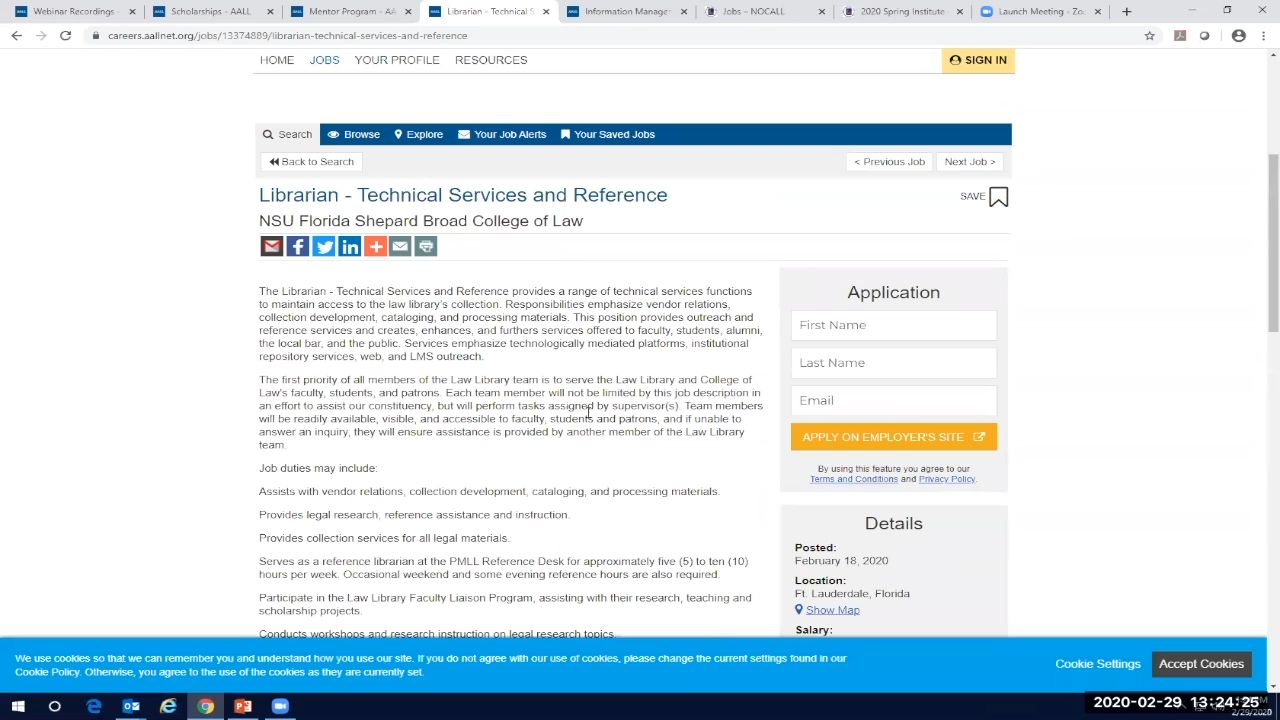 Webinar Recordings -
Scholarships – AALL
Mentor Program – AA
Librarian - Technical S
Information Manage
Jobs – NOCALL
2020 Spring Institute –
Launch Meeting - Zo
careers.aallnet.org/jobs/13374889/librarian-technical-services-and-reference
HOME JOBS YOUR PROFILE RESOURCES
SIGN IN
Search Browse Explore Your Job Alerts Your Saved Jobs
Back to Search
< Previous Job Next Job >
Librarian - Technical Services and Reference
SAVE
NSU Florida Shepard Broad College of Law
The Librarian - Technical Services and Reference provides a range of technical services functions
to maintain access to the law library's collection. Responsibilities emphasize vendor relations,
collection development, cataloging, and processing materials. This position provides outreach and
reference services and creates, enhances, and furthers services offered to faculty, students, alumni,
the local bar, and the public. Services emphasize technologically mediated platforms, institutional
repository services, web, and LMS outreach.
The first priority of all members of the Law Library team is to serve the Law Library and College of
Law's faculty, students, and patrons. Each team member will not be limited by this job description in
an effort to assist our constituency, but will perform tasks assigned by supervisor(s). Team members
will be readily available, visible, and accessible to faculty, students and patrons, and if unable to
answer an inquiry, they will ensure assistance is provided by another member of the Law Library
team.
Job duties may include:
Assists with vendor relations, collection development, cataloging, and processing materials.
Provides legal research, reference assistance and instruction.
Provides collection services for all legal materials.
Serves as a reference librarian at the PMLL Reference Desk for approximately five (5) to ten (10)
hours per week. Occasional weekend and some evening reference hours are also required.
Participate in the Law Library Faculty Liaison Program, assisting with their research, teaching and
scholarship projects.
Conducts workshops and research instruction on legal research topics.
Application
First Name
Last Name
Email
APPLY ON EMPLOYER'S SITE
By using this feature you agree to our
Terms and Conditions and Privacy Policy.
Details
Posted:
February 18, 2020
Location:
Ft. Lauderdale, Florida
Show Map
Salary:
We use cookies so that we can remember you and understand how you use our site. If you do not agree with our use of cookies, please change the current settings found in our
Cookie Policy. Otherwise, you agree to the use of the cookies as they are currently set.
Cookie Settings
Accept Cookies
2020-02-29 13:24:25
2/29/2020